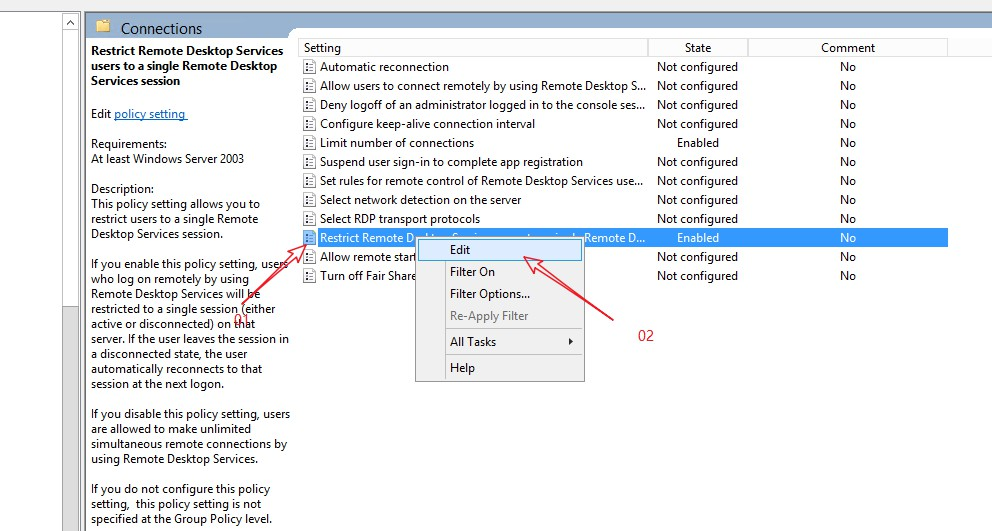 Connections
Restrict Remote Desktop Services
users to a single Remote Desktop
Services session
Edit policy setting
Requirements:
At least Windows Server 2003
Description:
This policy setting allows you to
restrict users to a single Remote
Desktop Services session.
If you enable this policy setting, users
who log on remotely by using
Remote Desktop Services will be
restricted to a single session (either
active or disconnected) on that
server. If the user leaves the session in
a disconnected state, the user
automatically reconnects to that
session at the next logon.
If you disable this policy setting, users
are allowed to make unlimited
simultaneous remote connections by
using Remote Desktop Services.
If you do not configure this policy
setting,  this policy setting is not
specified at the Group Policy level.
Setting State Comment
Automatic reconnection Not configured No
Allow users to connect remotely by using Remote Desktop S... Not configured No
Deny logoff of an administrator logged in to the console ses... Not configured No
Configure keep-alive connection interval Not configured No
Limit number of connections Enabled No
Suspend user sign-in to complete app registration Not configured No
Set rules for remote control of Remote Desktop Services use... Not configured No
Select network detection on the server Not configured No
Select RDP transport protocols Not configured No
Restrict Remote Remote D... Enabled No
Allow remote Not configured No
Turn off Fair Share Not configured No
Edit
Filter On
Filter Options...
Re-Apply Filter
All Tasks
Help
01
02